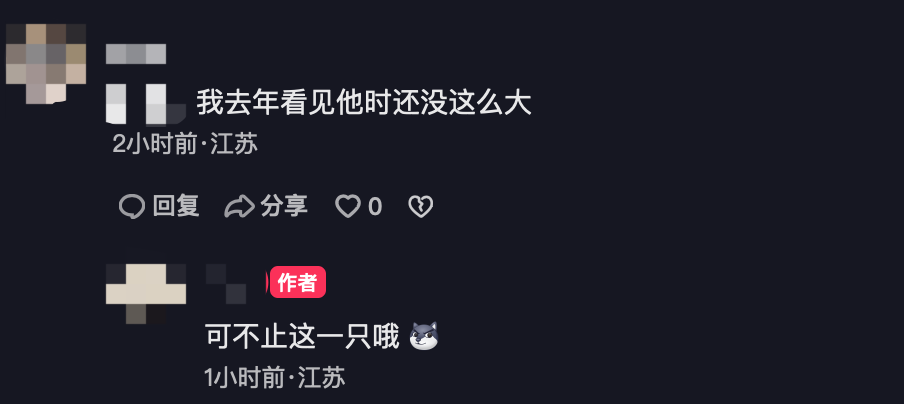 我去年看见他时还没这么大
2小时前·江苏
回复 分享 0
作者
可不止这一只哦
1小时前·江苏